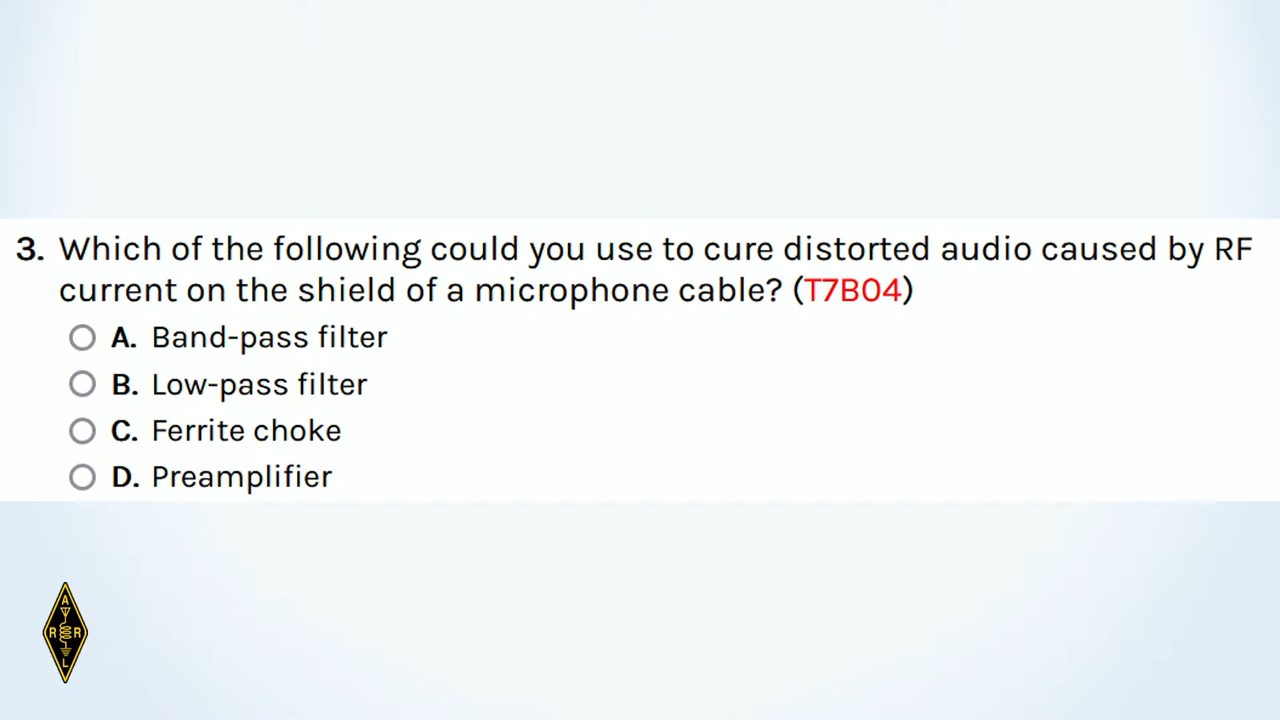 3. Which of the following could you use to cure distorted audio caused by RF
current on the shield of a microphone cable? (T7B04)
A. Band-pass filter
B. Low-pass filter
C. Ferrite choke
D. Preamplifier
A
R R
L